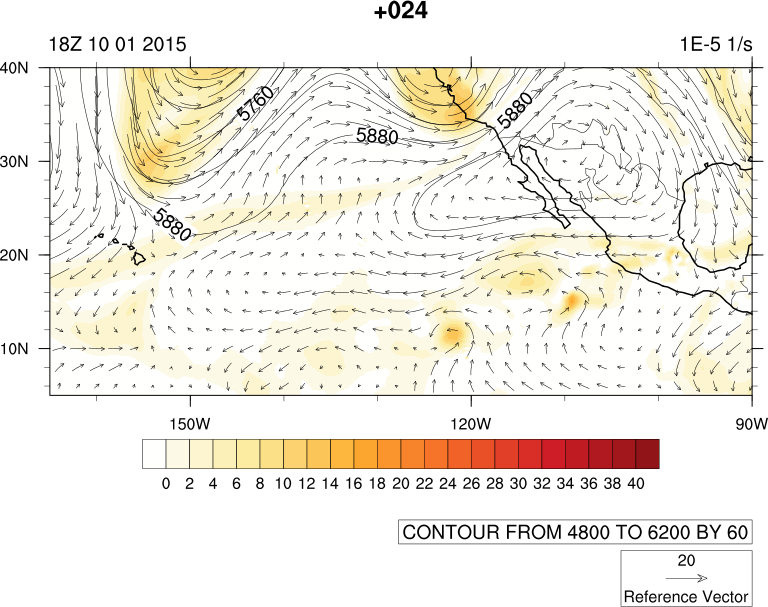 +024
18Z 10 01 2015 1E-5 1/s
40N
5760
5880
5880
30N
5880
20N
10N
150W 120W 90W
0 2 4 6 8 10 12 14 16 18 20 22 24 26 28 30 32 34 36 38 40
CONTOUR FROM 4800 TO 6200 BY 60
20
Reference Vector